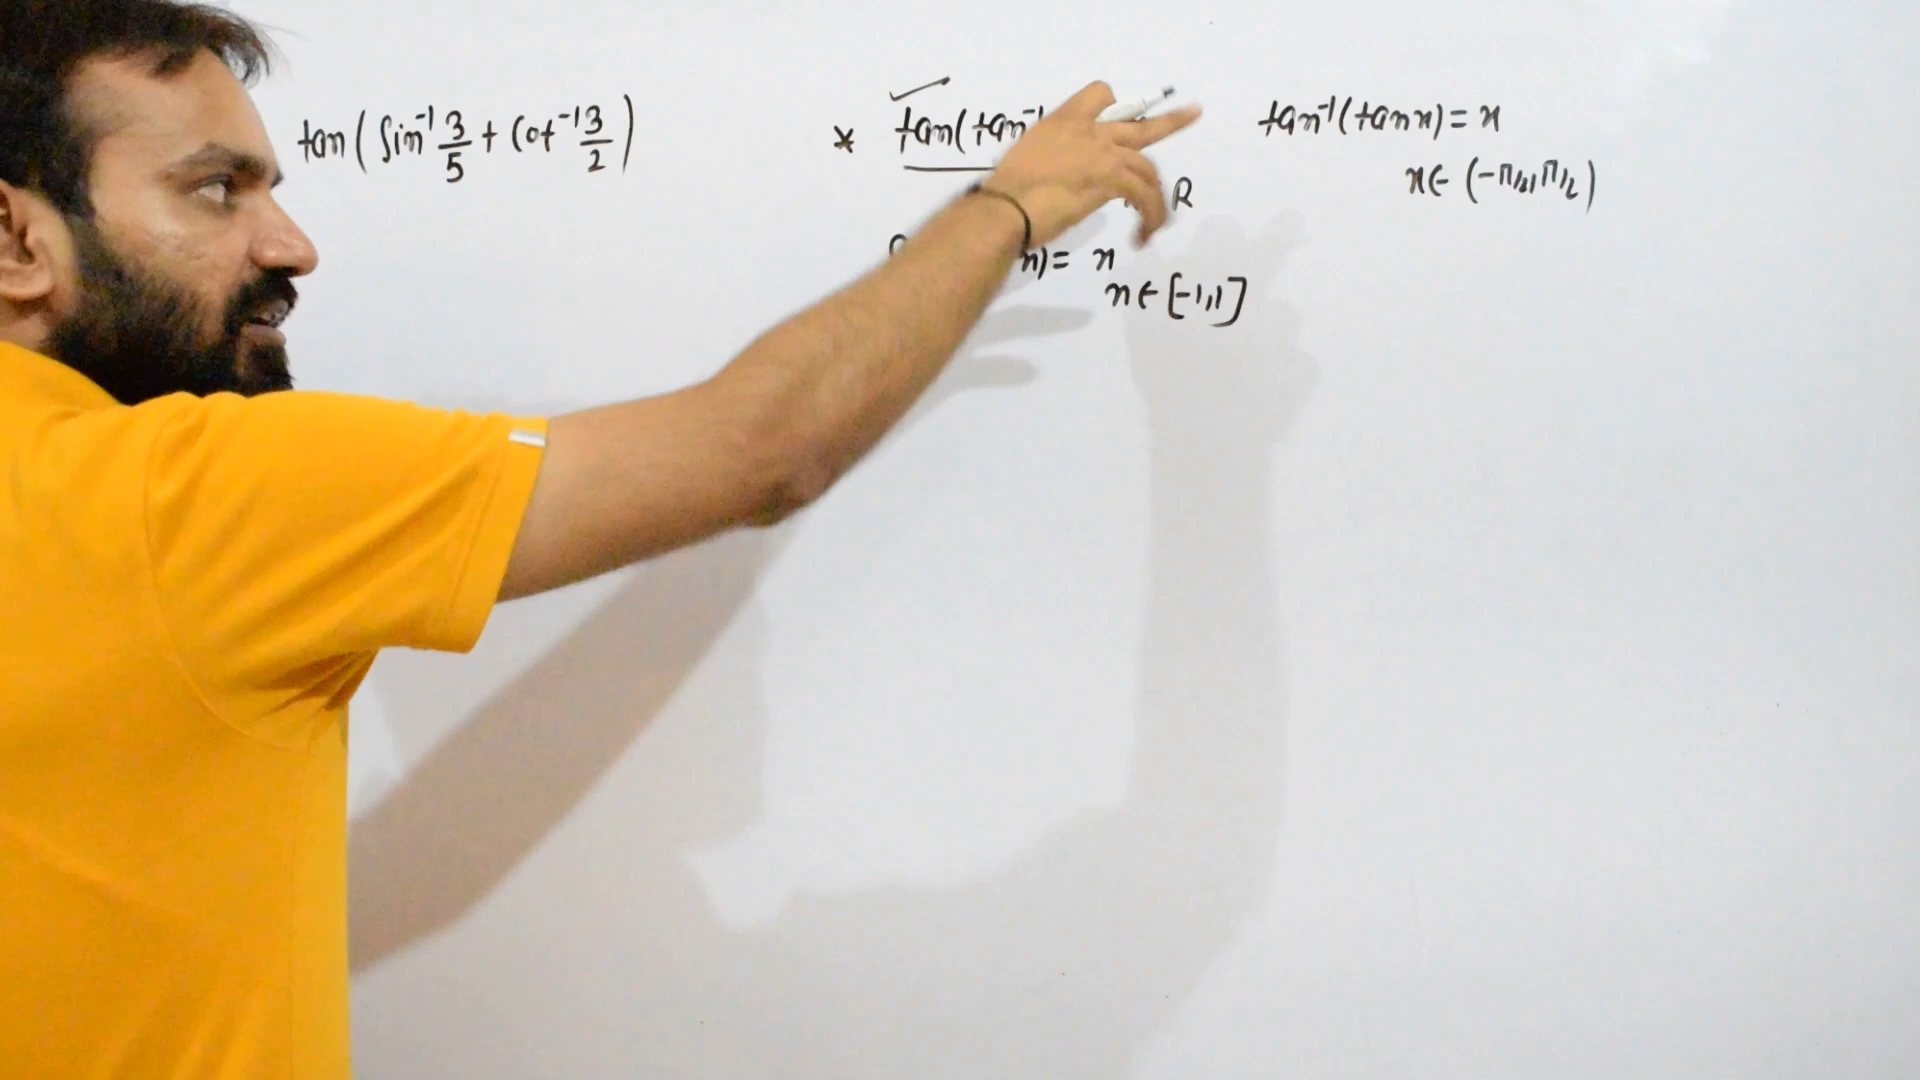 tan ( Sin⁻¹ 3/5 + Cot⁻¹ 3/2 )
* tan(tan⁻¹
R
n) = n
n ∈ [-1,1]
tan⁻¹(tan n) = n
n ∈ (-π/2, π/2)